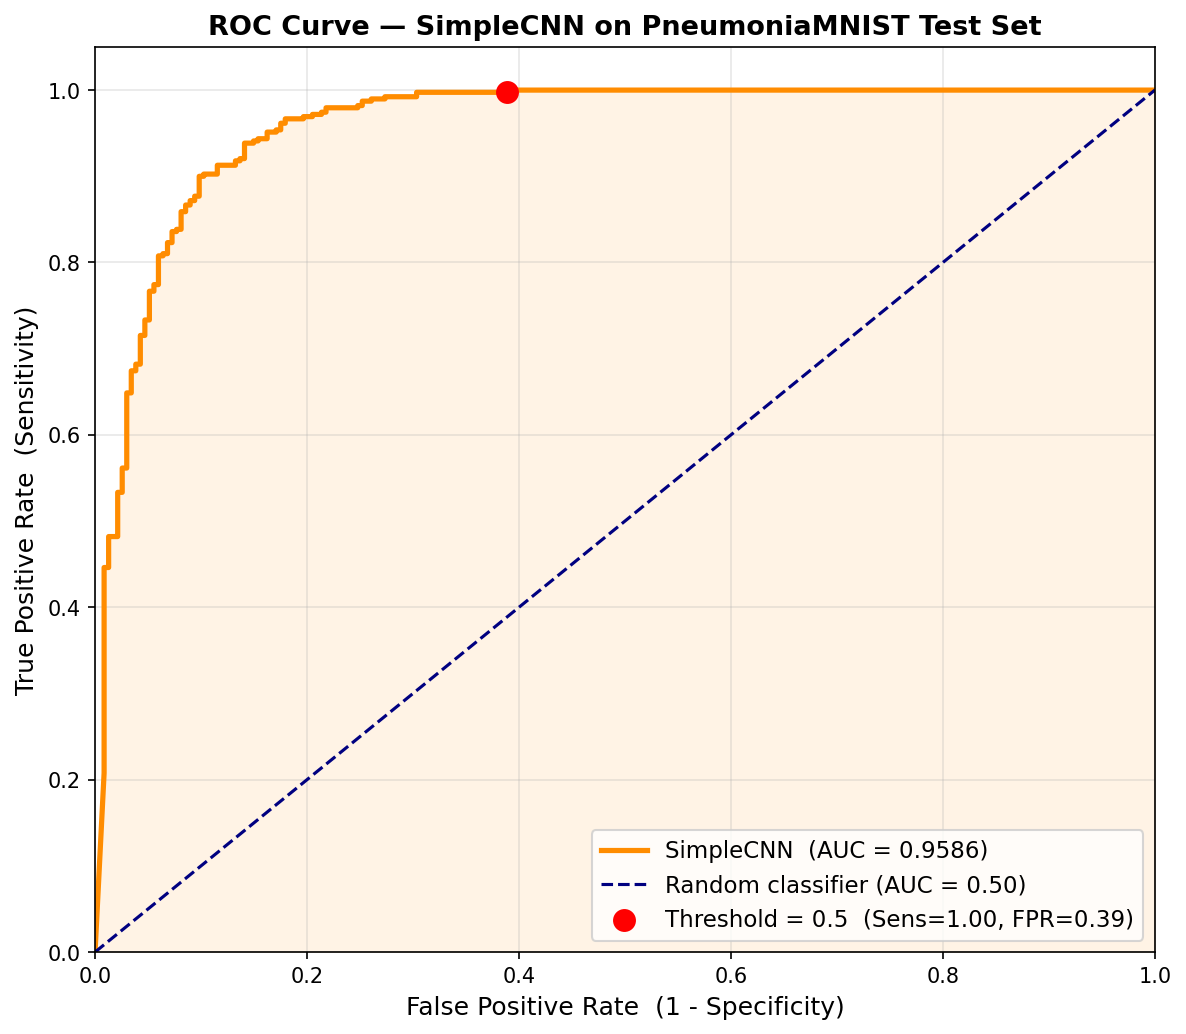 ROC Curve — SimpleCNN on PneumoniaMNIST Test Set
True Positive Rate  (Sensitivity)
1.0
0.8
0.6
0.4
0.2
0.0
0.0 0.2 0.4 0.6 0.8 1.0
False Positive Rate  (1 - Specificity)
SimpleCNN  (AUC = 0.9586)
Random classifier (AUC = 0.50)
Threshold = 0.5  (Sens=1.00, FPR=0.39)